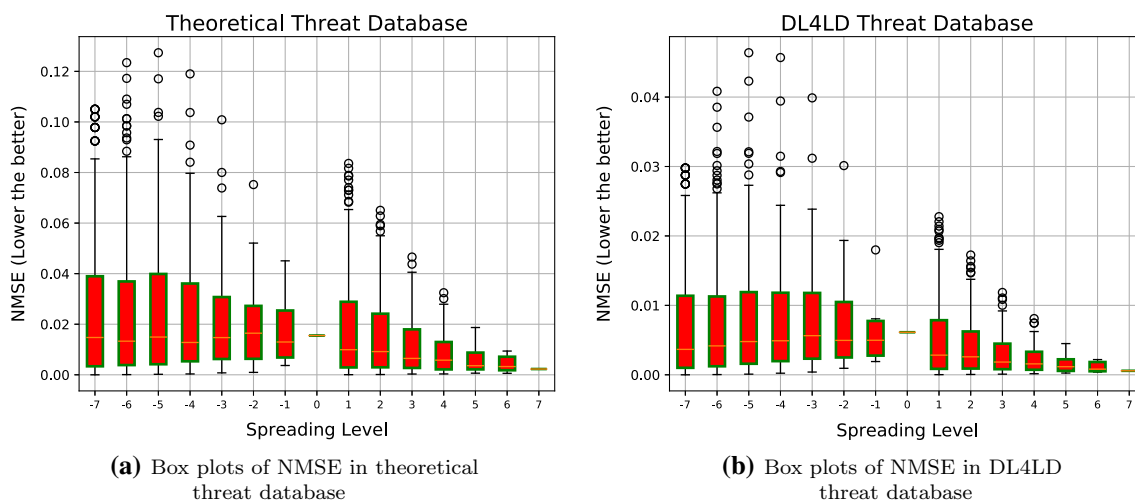 Theoretical Threat Database
NMSE (Lower the better)
0.12
0.10
0.08
0.06
0.04
0.02
0.00
-7 -6 -5 -4 -3 -2 -1 0 1 2 3 4 5 6 7
Spreading Level
(a) Box plots of NMSE in theoretical
threat database
DL4LD Threat Database
NMSE (Lower the better)
0.04
0.03
0.02
0.01
0.00
-7 -6 -5 -4 -3 -2 -1 0 1 2 3 4 5 6 7
Spreading Level
(b) Box plots of NMSE in DL4LD
threat database